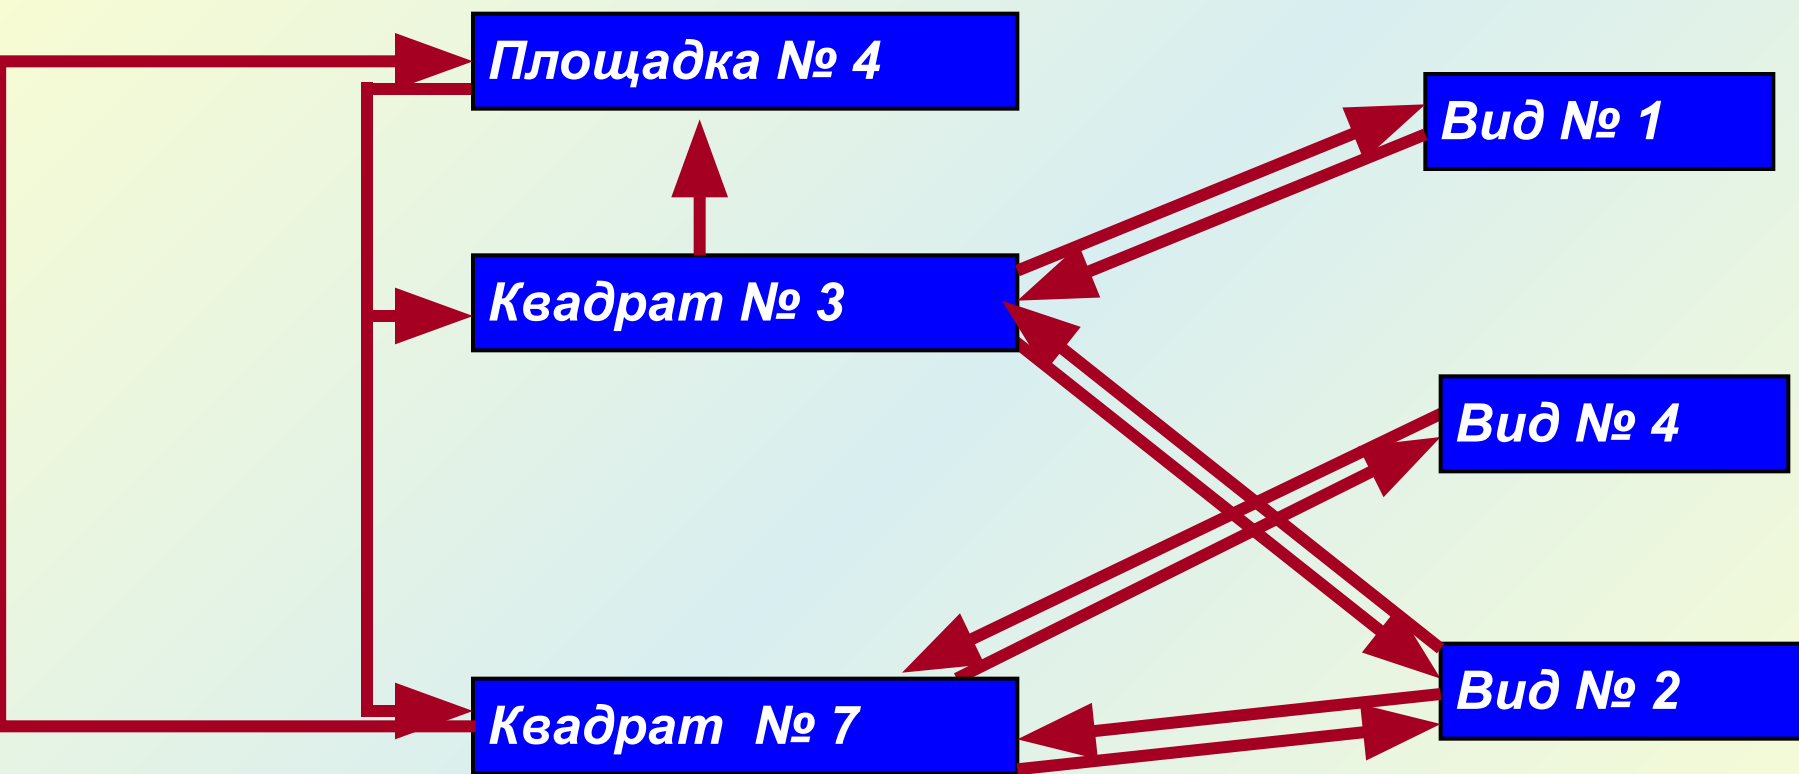 Площадка № 4
Вид № 1
Квадрат № 3
Вид № 4
Вид № 2
Квадрат № 7